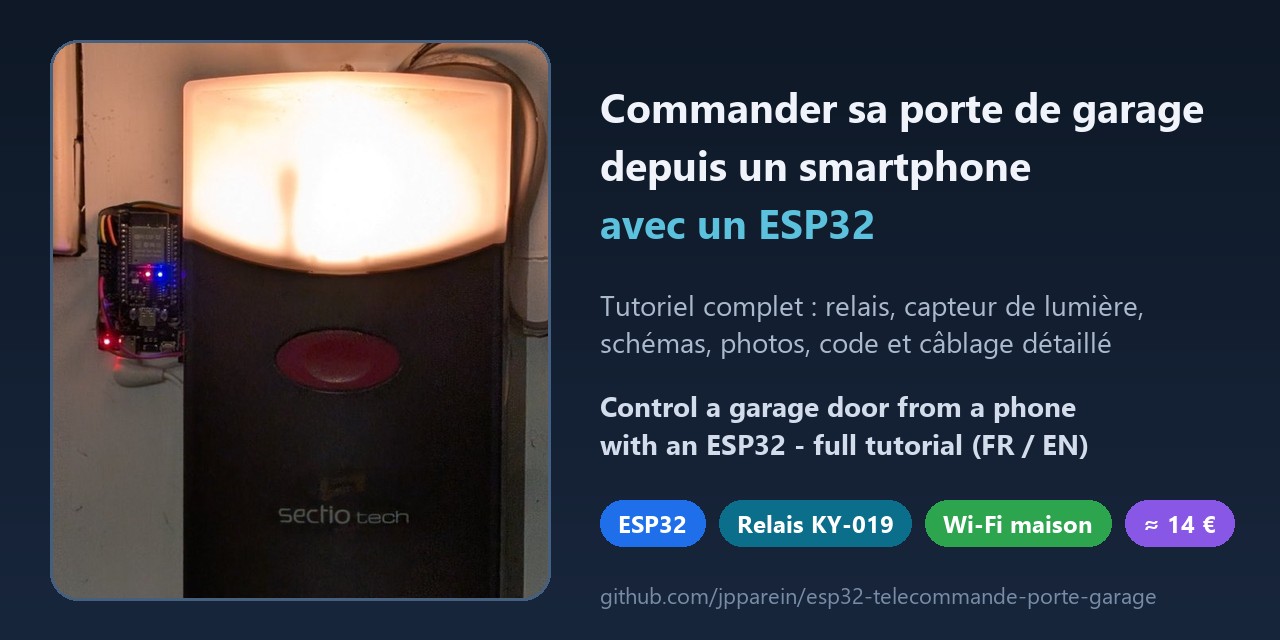 Commander sa porte de garage
depuis un smartphone
avec un ESP32
Tutoriel complet : relais, capteur de lumière,
schémas, photos, code et câblage détaillé
Control a garage door from a phone
with an ESP32 - full tutorial (FR / EN)
ESP32 Relais KY-019 Wi-Fi maison ≈ 14 €
github.com/jpparein/esp32-telecommande-porte-garage
sectio tech